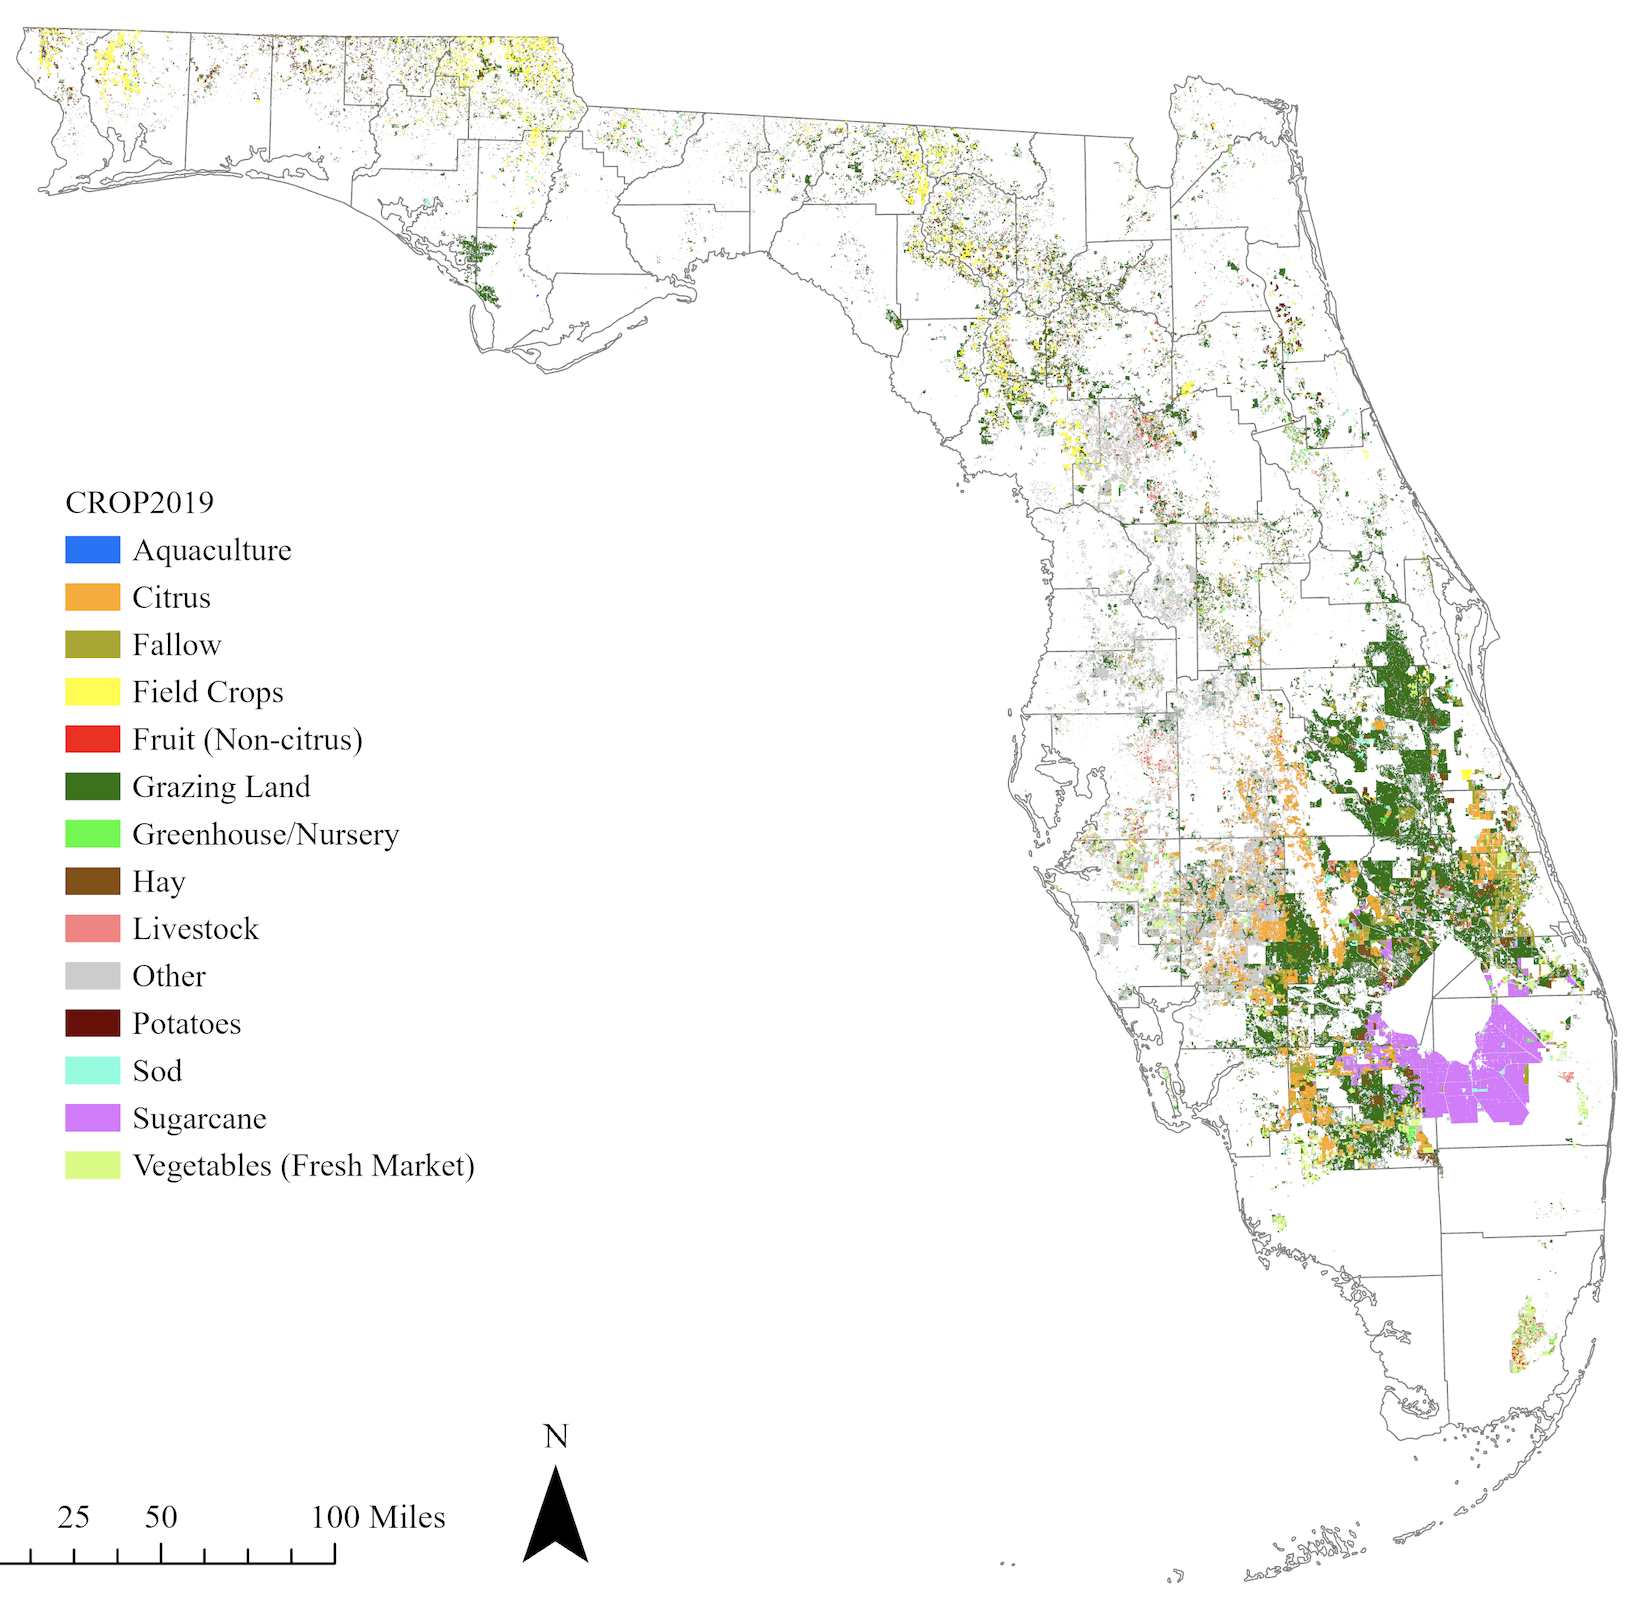 CROP2019
Aquaculture
Citrus
Fallow
Field Crops
Fruit (Non-citrus)
Grazing Land
Greenhouse/Nursery
Hay
Livestock
Other
Potatoes
Sod
Sugarcane
Vegetables (Fresh Market)
N
25 50 100 Miles